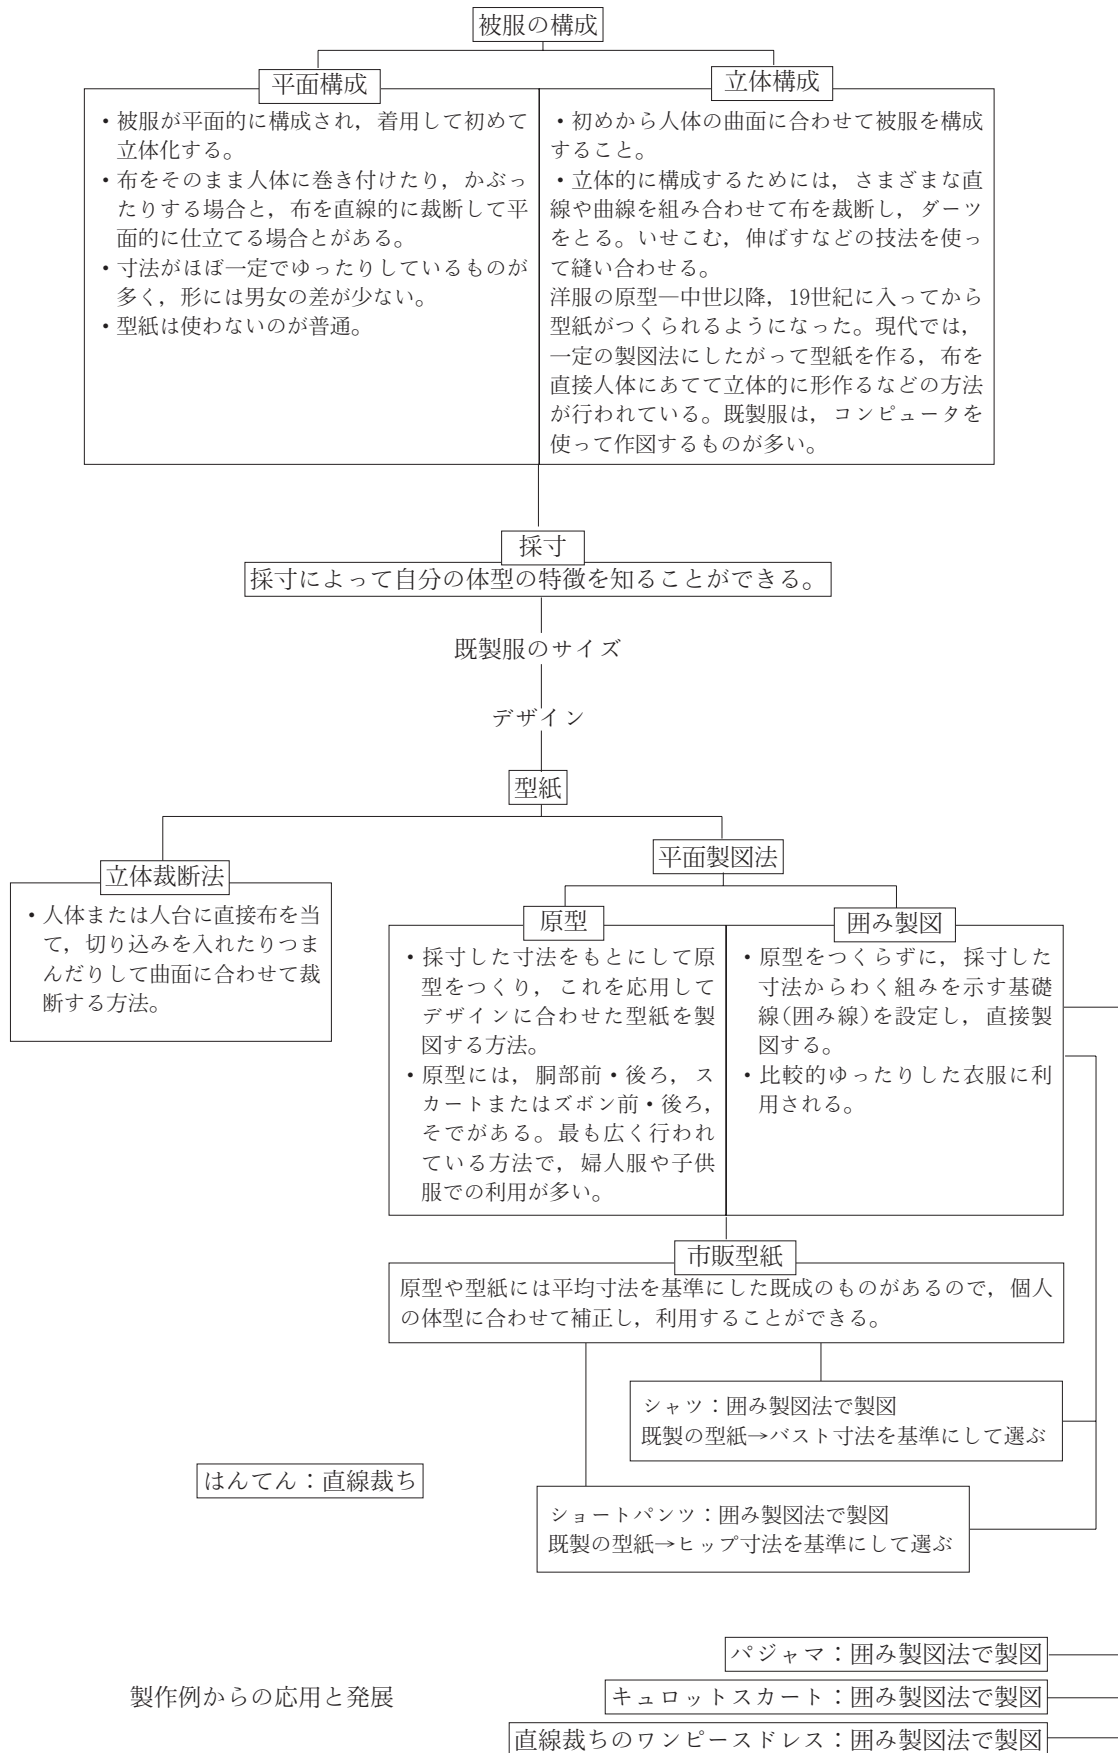 被服の構成
平面構成
・被服が平面的に構成され，着用して初めて
立体化する。
・布をそのまま人体に巻き付けたり，かぶっ
たりする場合と，布を直線的に裁断して平
面的に仕立てる場合とがある。
・寸法がほぼ一定でゆったりしているものが
多く，形には男女の差が少ない。
・型紙は使わないのが普通。
立体構成
・初めから人体の曲面に合わせて被服を構成
すること。
・立体的に構成するためには，さまざまな直
線や曲線を組み合わせて布を裁断し，ダーツ
をとる。いせこむ，伸ばすなどの技法を使っ
て縫い合わせる。
洋服の原型―中世以降，19世紀に入ってから
型紙がつくられるようになった。現代では，
一定の製図法にしたがって型紙を作る，布を
直接人体にあてて立体的に形作るなどの方法
が行われている。既製服は，コンピュータを
使って作図するものが多い。
採寸
採寸によって自分の体型の特徴を知ることができる。
既製服のサイズ
デザイン
型紙
立体裁断法
・人体または人台に直接布を当
て，切り込みを入れたりつま
んだりして曲面に合わせて裁
断する方法。
平面製図法
原型
・採寸した寸法をもとにして原
型をつくり，これを応用して
デザインに合わせた型紙を製
図する方法。
・原型には，胴部前・後ろ，ス
カートまたはズボン前・後ろ，
そでがある。最も広く行われ
ている方法で，婦人服や子供
服での利用が多い。
囲み製図
・原型をつくらずに，採寸した
寸法からわく組みを示す基礎
線(囲み線)を設定し，直接製
図する。
・比較的ゆったりした衣服に利
用される。
市販型紙
原型や型紙には平均寸法を基準にした既成のものがあるので，個人
の体型に合わせて補正し，利用することができる。
シャツ：囲み製図法で製図
既製の型紙→バスト寸法を基準にして選ぶ
はんてん：直線裁ち
ショートパンツ：囲み製図法で製図
既製の型紙→ヒップ寸法を基準にして選ぶ
製作例からの応用と発展
パジャマ：囲み製図法で製図
キュロットスカート：囲み製図法で製図
直線裁ちのワンピースドレス：囲み製図法で製図